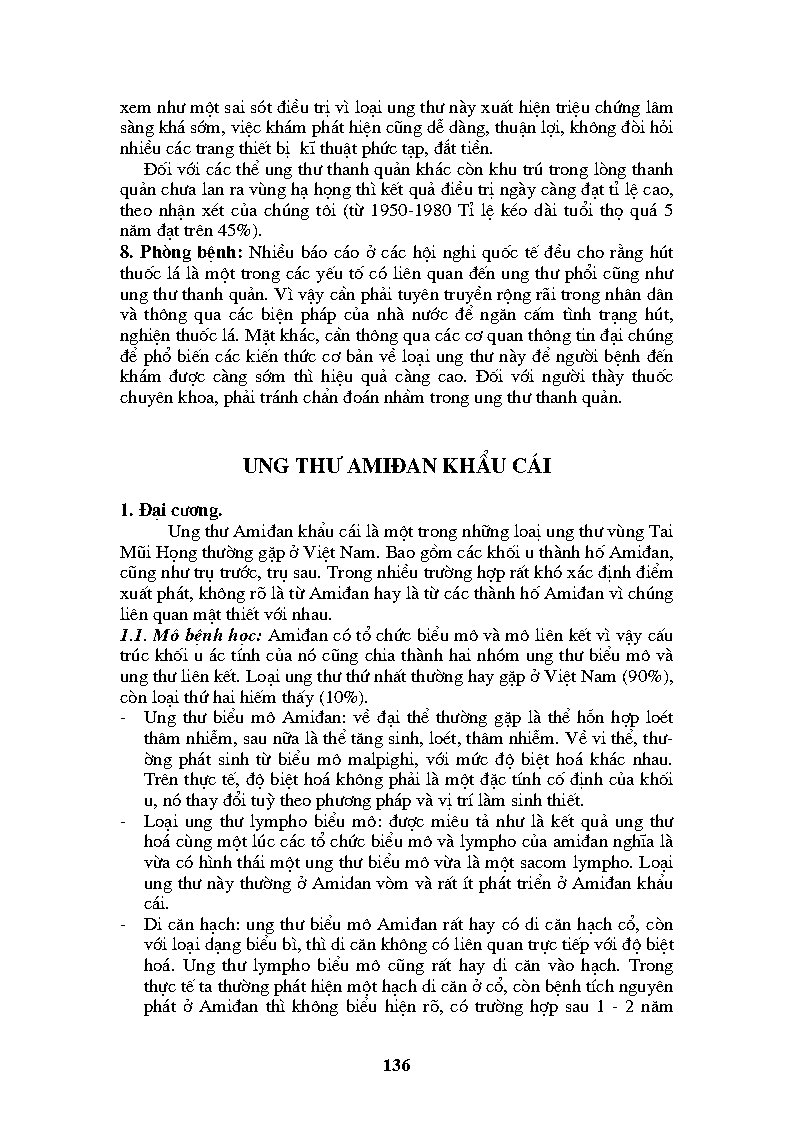 xem như một sai sót điều trị vì loại ung thư này xuất hiện triệu chứng lâm
sàng khá sớm, việc khám phát hiện cũng dễ dàng, thuận lợi, không đòi hỏi
nhiều các trang thiết bị kĩ thuật phức tạp, đắt tiền.
Đối với các thể ung thư thanh quản khác còn khu trú trong lòng thanh
quản chưa lan ra vùng hạ họng thì kết quả điều trị ngày càng đạt tỉ lệ cao,
theo nhận xét của chúng tôi (từ 1950-1980 Tỉ lệ kéo dài tuổi thọ quá 5
năm đạt trên 45%).
8. Phòng bệnh: Nhiều báo cáo ở các hội nghi quốc tế đều cho rằng hút
thuốc lá là một trong các yếu tố có liên quan đến ung thư phổi cũng như
ung thư thanh quản. Vì vậy cần phải tuyên truyền rộng rãi trong nhân dân
và thông qua các biện pháp của nhà nước để ngăn cấm tình trạng hút,
nghiện thuốc lá. Mặt khác, cần thông qua các cơ quan thông tin đại chúng
để phổ biến các kiến thức cơ bản về loại ung thư này để người bệnh đến
khám được càng sớm thì hiệu quả càng cao. Đối với người thày thuốc
chuyên khoa, phải tránh chẩn đoán nhầm trong ung thư thanh quản.
UNG THƯ AMIĐAN KHẨU CÁI
1. Đại cương.
Ung thư Amiđan khẩu cái là một trong những loại ung thư vùng Tai
Mũi Họng thường gặp ở Việt Nam. Bao gồm các khối u thành hố Amiđan,
cũng như trụ trước, trụ sau. Trong nhiều trường hợp rất khó xác định điểm
xuất phát, không rõ là từ Amiđan hay là từ các thành hố Amiđan vì chúng
liên quan mật thiết với nhau.
1.1. Mô bệnh học: Amiđan có tổ chức biểu mô và mô liên kết vì vậy cấu
trúc khối u ác tính của nó cũng chia thành hai nhóm ung thư biểu mô và
ung thư liên kết. Loại ung thư thứ nhất thường hay gặp ở Việt Nam (90%),
còn loại thứ hai hiếm thấy (10%).
- Ung thư biểu mô Amiđan: về đại thể thường gặp là thể hỗn hợp loét
thâm nhiễm, sau nữa là thể tăng sinh, loét, thâm nhiễm. Về vi thể, thư-
ờng phát sinh từ biểu mô malpighi, với mức độ biệt hoá khác nhau.
Trên thực tế, độ biệt hoá không phải là một đặc tính cố định của khối
u, nó thay đổi tuỳ theo phương pháp và vị trí làm sinh thiết.
- Loại ung thư lympho biểu mô: được miêu tả như là kết quả ung thư
hoá cùng một lúc các tổ chức biểu mô và lympho của amiđan nghĩa là
vừa có hình thái một ung thư biểu mô vừa là một sacom lympho. Loại
ung thư này thường ở Amidan vòm và rất ít phát triển ở Amiđan khẩu
cái.
- Di căn hạch: ung thư biểu mô Amiđan rất hay có di căn hạch cổ, còn
với loại dạng biểu bì, thì di căn không có liên quan trực tiếp với độ biệt
hoá. Ung thư lympho biểu mô cũng rất hay di căn vào hạch. Trong
thực tế ta thường phát hiện một hạch di căn ở cổ, còn bệnh tích nguyên
phát ở Amiđan thì không biểu hiện rõ, có trường hợp sau 1 - 2 năm
136